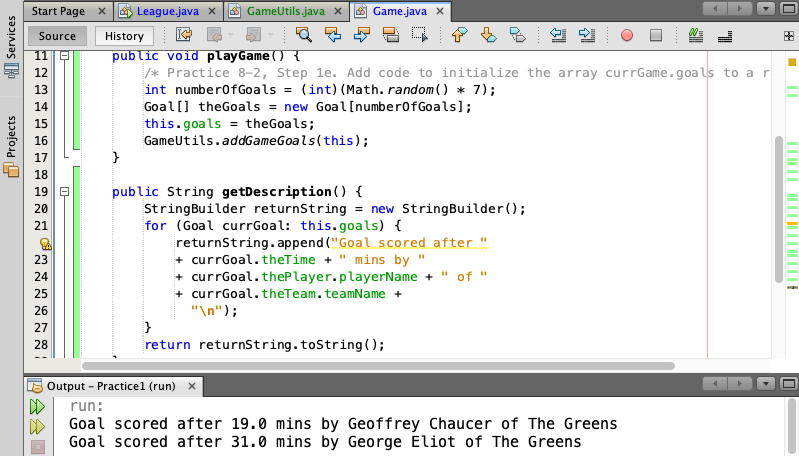 Services
Projects
Start Page
League.java
GameUtils.java
Game.java
Source
History
11 public void playGame() {
12 /* Practice 8-2, Step 1e. Add code to initialize the array currGame.goals to a r
13 int numberOfGoals = (int)(Math.random() * 7);
14 Goal[] theGoals = new Goal[numberOfGoals];
15 this.goals = theGoals;
16 GameUtils.addGameGoals(this);
17 }
18
19 public String getDescription() {
20 StringBuilder returnString = new StringBuilder();
21 for (Goal currGoal: this.goals) {
returnString.append("Goal scored after "
23 + currGoal.theTime + " mins by "
24 + currGoal.thePlayer.playerName + " of "
25 + currGoal.theTeam.teamName +
26 "\n");
27 }
28 return returnString.toString();
Output - Practice1 (run)
run:
Goal scored after 19.0 mins by Geoffrey Chaucer of The Greens
Goal scored after 31.0 mins by George Eliot of The Greens